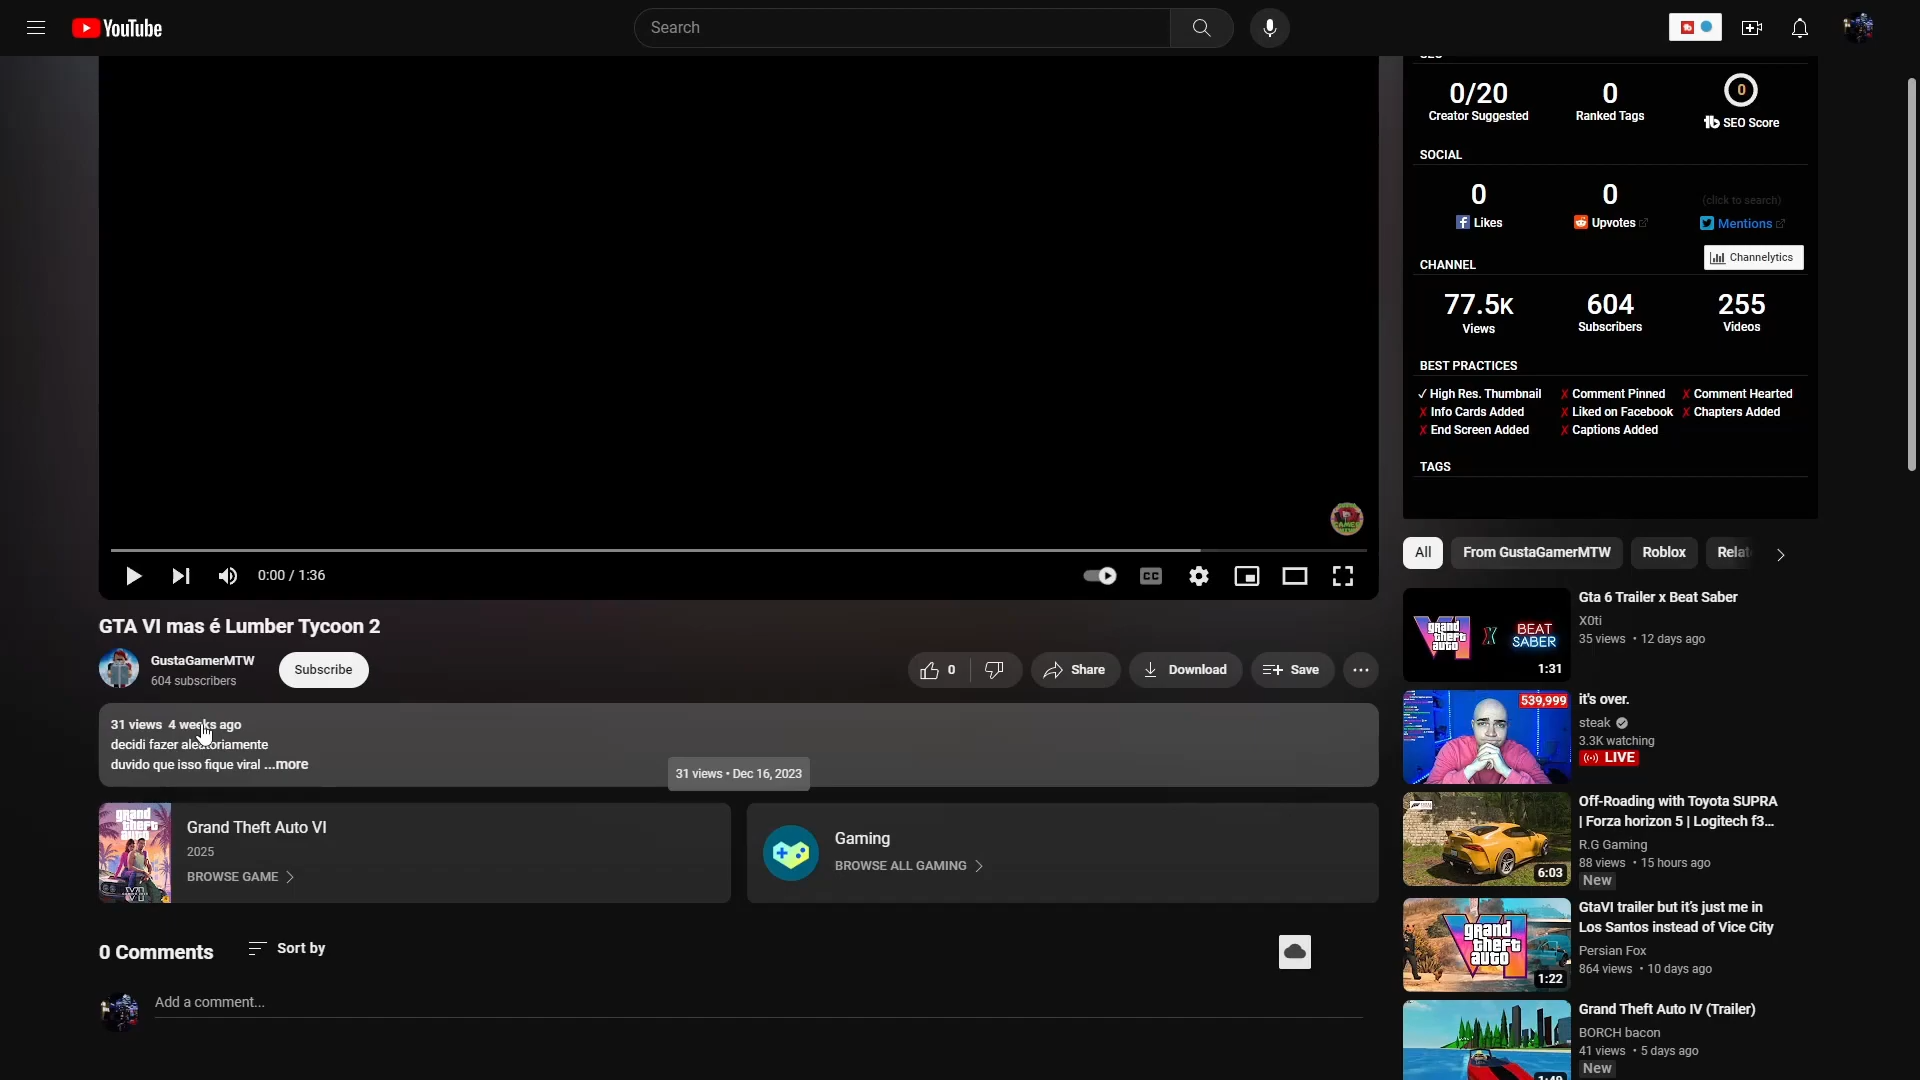 YouTube
Search
0/20
Creator Suggested
0
Ranked Tags
0
SEO Score
SOCIAL
0
Likes
0
Upvotes
(click to search)
Mentions
Channelytics
CHANNEL
77.5K
Views
604
Subscribers
255
Videos
BEST PRACTICES
✓ High Res. Thumbnail
✗ Comment Pinned
✗ Comment Hearted
✗ Info Cards Added
✗ Liked on Facebook
✗ Chapters Added
✗ End Screen Added
✗ Captions Added
TAGS
0:00 / 1:36
CC
GTA VI mas é Lumber Tycoon 2
GustaGamerMTW
604 subscribers
Subscribe
0
Share
Download
Save
31 views 4 weeks ago
decidi fazer aleatoriamente
duvido que isso fique viral ...more
31 views • Dec 16, 2023
grand theft auto VI
Grand Theft Auto VI
2025
BROWSE GAME
Gaming
BROWSE ALL GAMING
0 Comments
Sort by
Add a comment...
All
From GustaGamerMTW
Roblox
grand theft auto X BEAT SABER
1:31
Gta 6 Trailer x Beat Saber
X0ti
35 views • 12 days ago
539,999
it's over.
steak
3.3K watching
LIVE
6:03
Off-Roading with Toyota SUPRA
| Forza horizon 5 | Logitech f3...
R.G Gaming
88 views • 15 hours ago
New
grand theft auto
1:22
GtaVI trailer but it's just me in
Los Santos instead of Vice City
Persian Fox
864 views • 10 days ago
Grand Theft Auto IV (Trailer)
BORCH bacon
41 views • 5 days ago
New